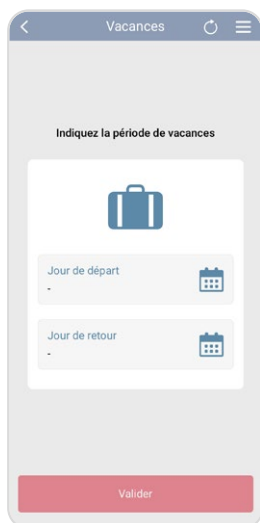 Vacances
Indiquez la période de vacances
Jour de départ
-
Jour de retour
-
Valider